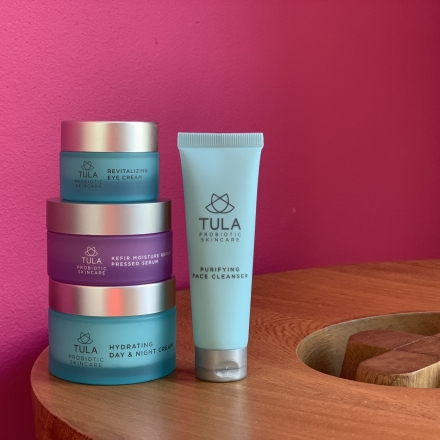 TULA
PROBIOTIC
SKINCARE
REVITALIZING
EYE CREAM
TULA
PROBIOTIC
SKINCARE
KEFIR MOISTURE
PRESSED SERUM
TULA
PROBIOTIC
SKINCARE
HYDRATING
DAY & NIGHT CREAM
TULA
PROBIOTIC
SKINCARE
PURIFYING
FACE CLEANSER